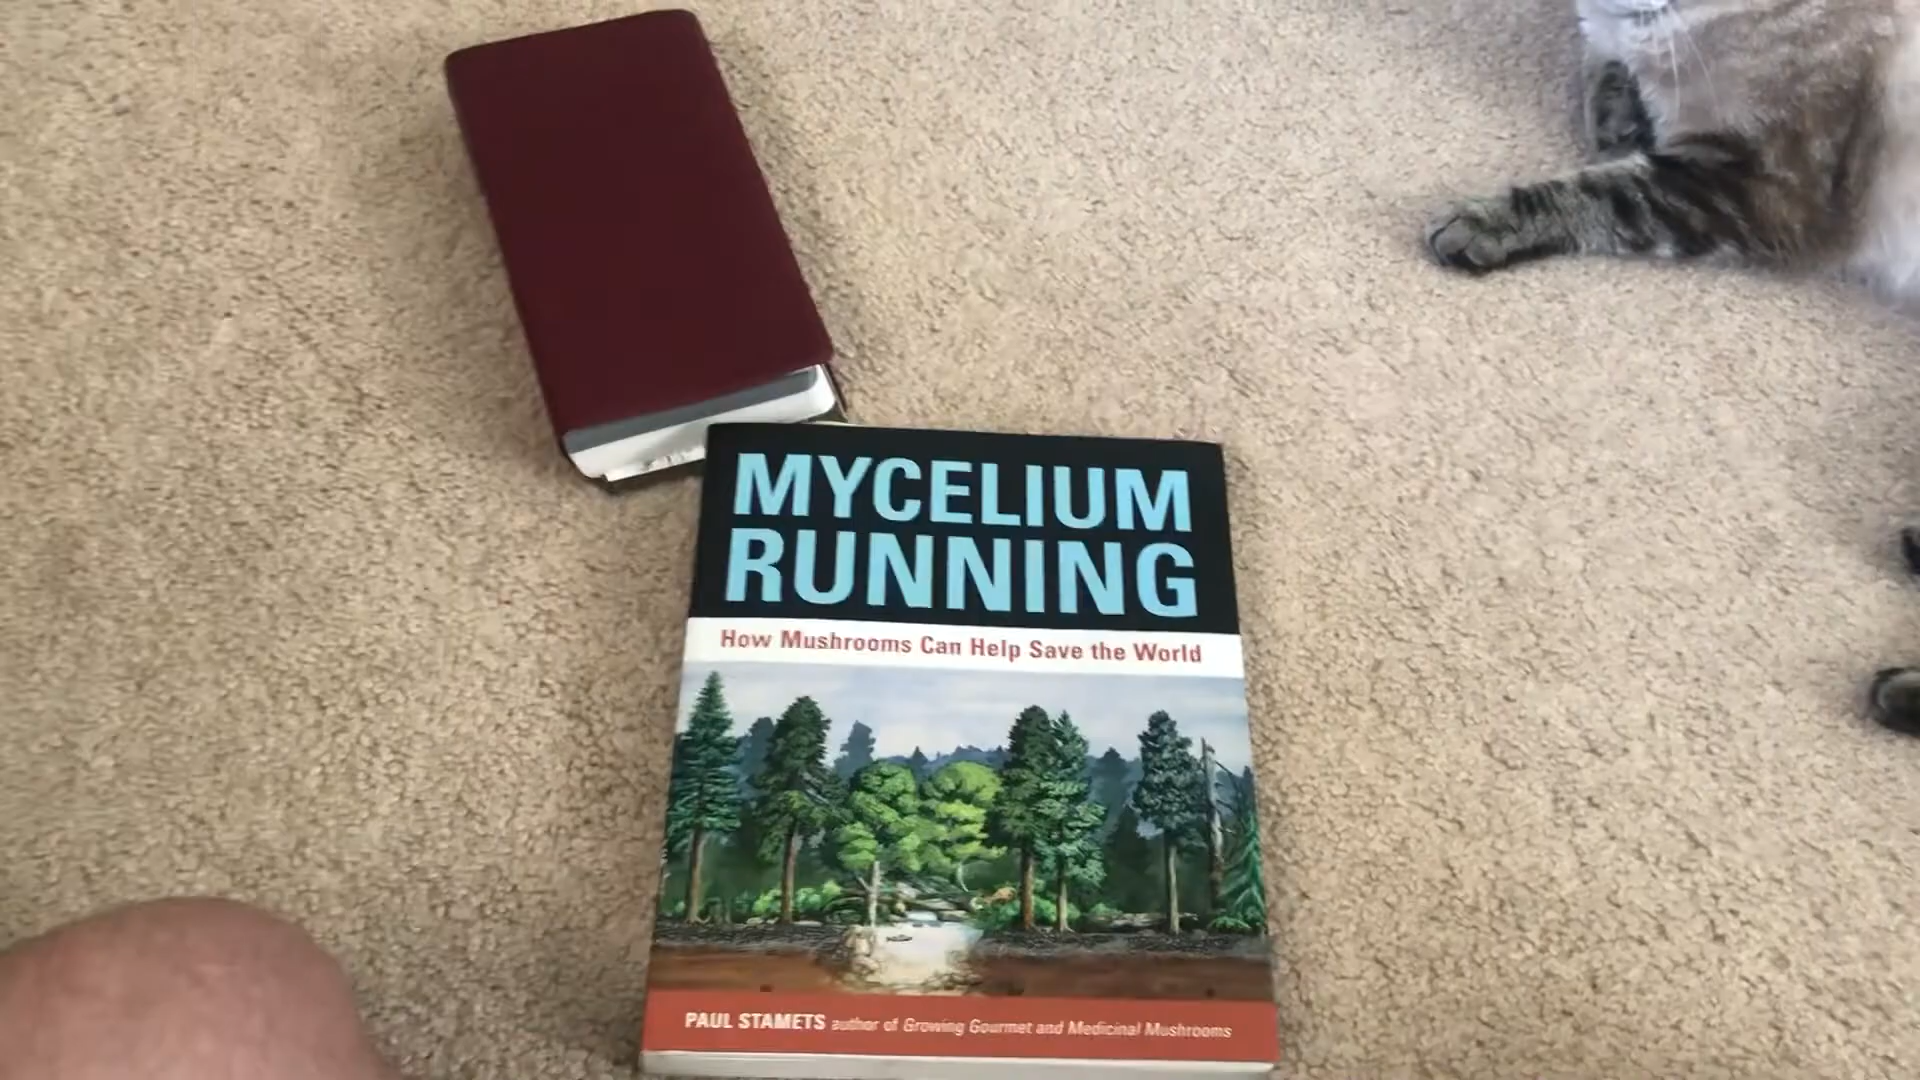 MYCELIUM
RUNNING
How Mushrooms Can Help Save the World
PAUL STAMETS author of Growing Gourmet and Medicinal Mushrooms